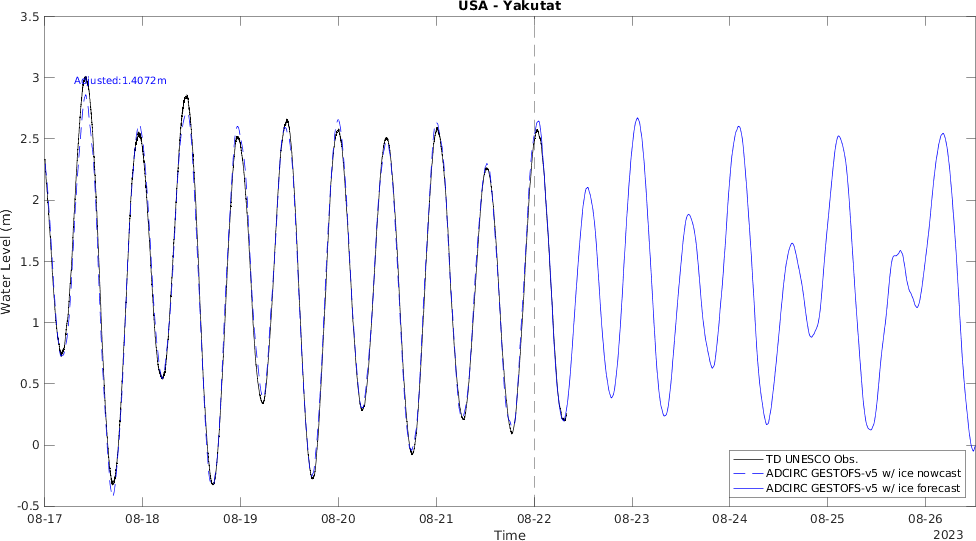 USA - Yakutat
3.5
3
2.5
2
1.5
1
0.5
0
-0.5
Water Level (m)
Adjusted:1.4072m
TD UNESCO Obs.
ADCIRC GESTOFS-v5 w/ ice nowcast
ADCIRC GESTOFS-v5 w/ ice forecast
08-17 08-18 08-19 08-20 08-21 08-22 08-23 08-24 08-25 08-26
Time
2023